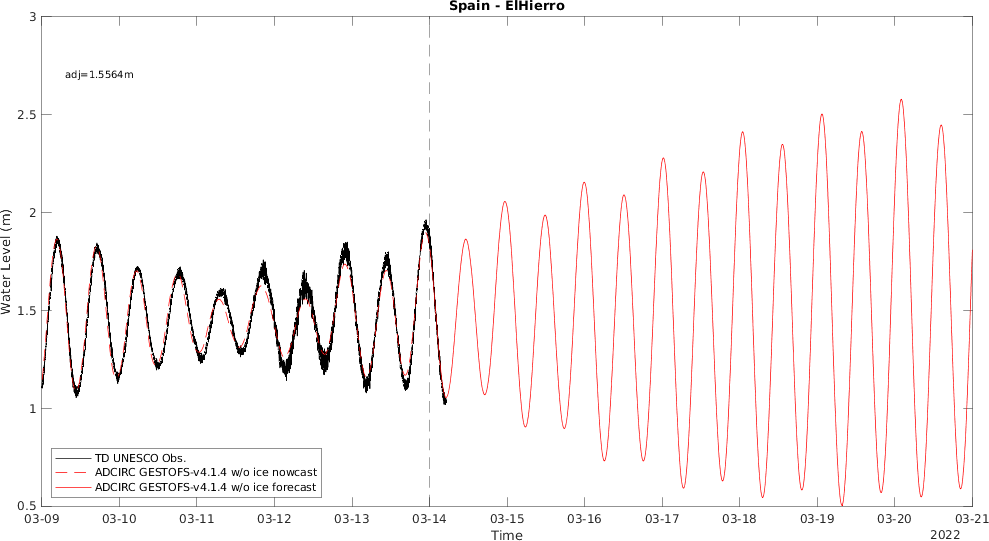 Spain - ElHierro
adj=1.5564m
Water Level (m)
3
2.5
2
1.5
1
0.5
TD UNESCO Obs.
ADCIRC GESTOFS-v4.1.4 w/o ice nowcast
ADCIRC GESTOFS-v4.1.4 w/o ice forecast
03-09 03-10 03-11 03-12 03-13 03-14 03-15 03-16 03-17 03-18 03-19 03-20 03-21
Time
2022